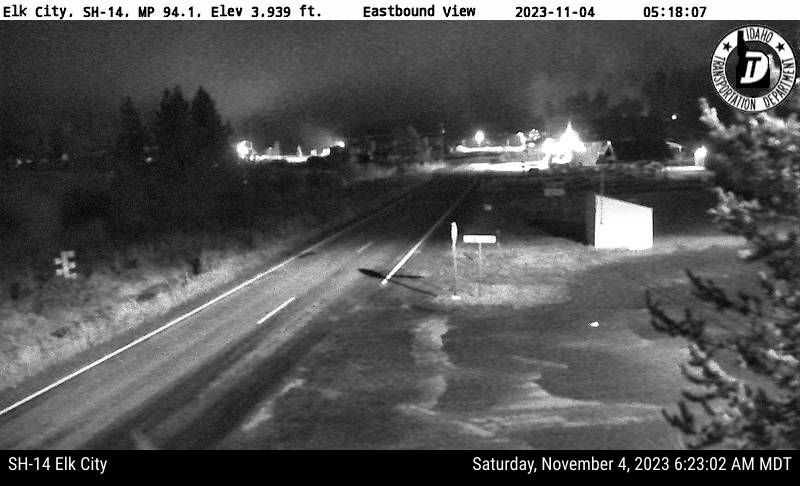 Elk City, SH-14, MP 94.1, Elev 3,939 ft. Eastbound View 2023-11-04 05:18:07
IDAHO
TRANSPORTATION DEPARTMENT
SH-14 Elk City
Saturday, November 4, 2023 6:23:02 AM MDT